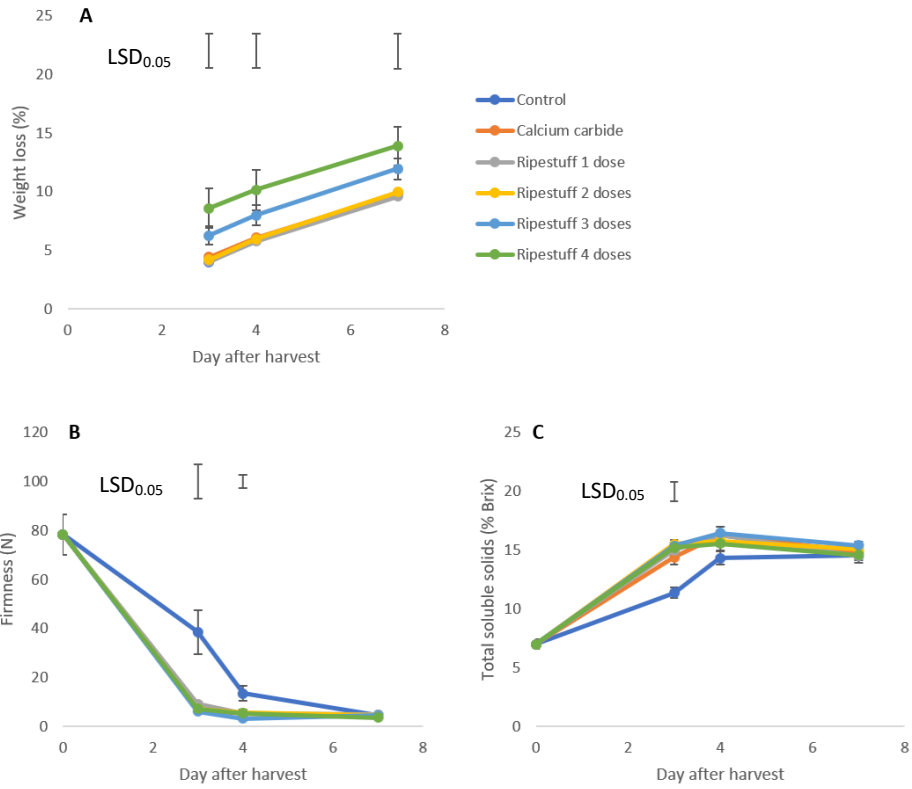 A
25
20
15
10
5
0
LSD0.05
Weight loss (%)
0 2 4 6 8
Day after harvest
Control
Calcium carbide
Ripestuff 1 dose
Ripestuff 2 doses
Ripestuff 3 doses
Ripestuff 4 doses
B
120
100
80
60
40
20
0
LSD0.05
Firmness (N)
0 2 4 6 8
Day after harvest
C
25
20
15
10
5
0
LSD0.05
Total soluble solids (% Brix)
0 2 4 6 8
Day after harvest